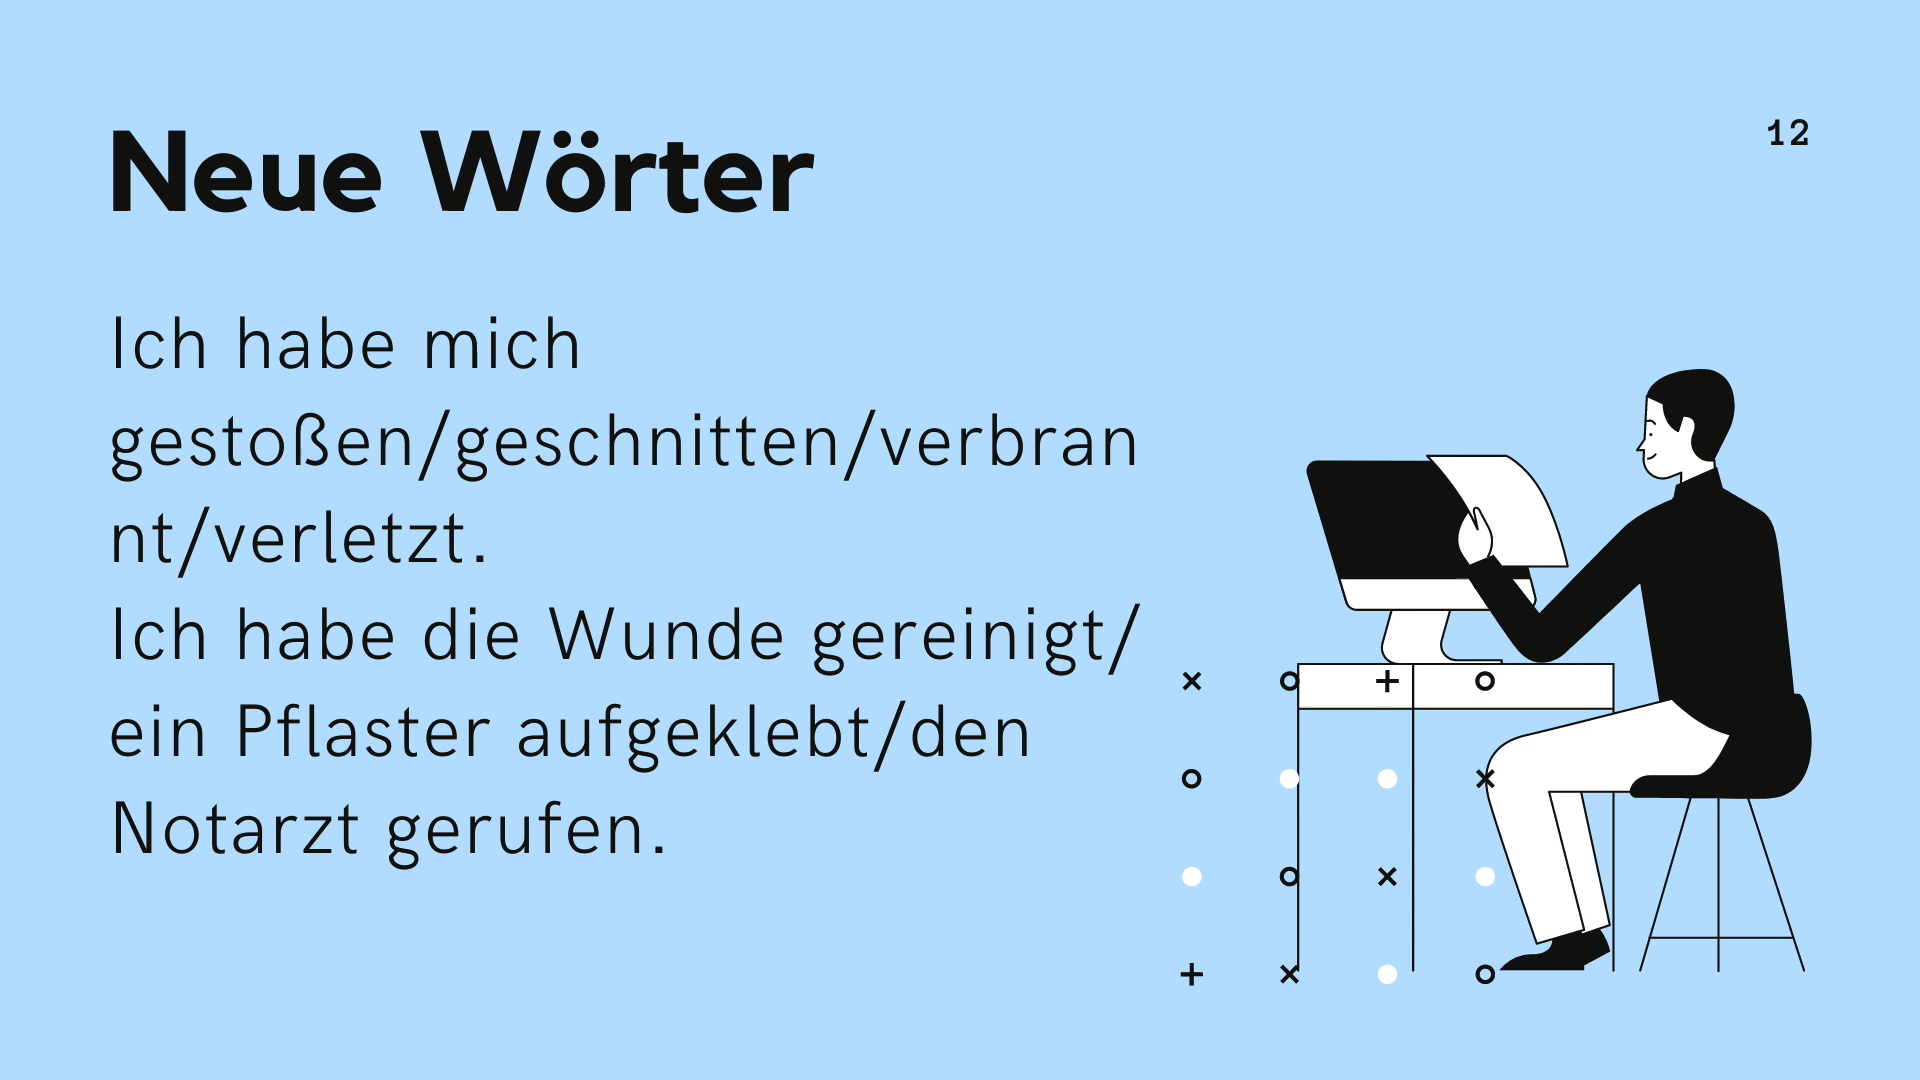 Neue Wörter
12
Ich habe mich
gestoßen/geschnitten/verbran
nt/verletzt.
Ich habe die Wunde gereinigt/
ein Pflaster aufgeklebt/den
Notarzt gerufen.